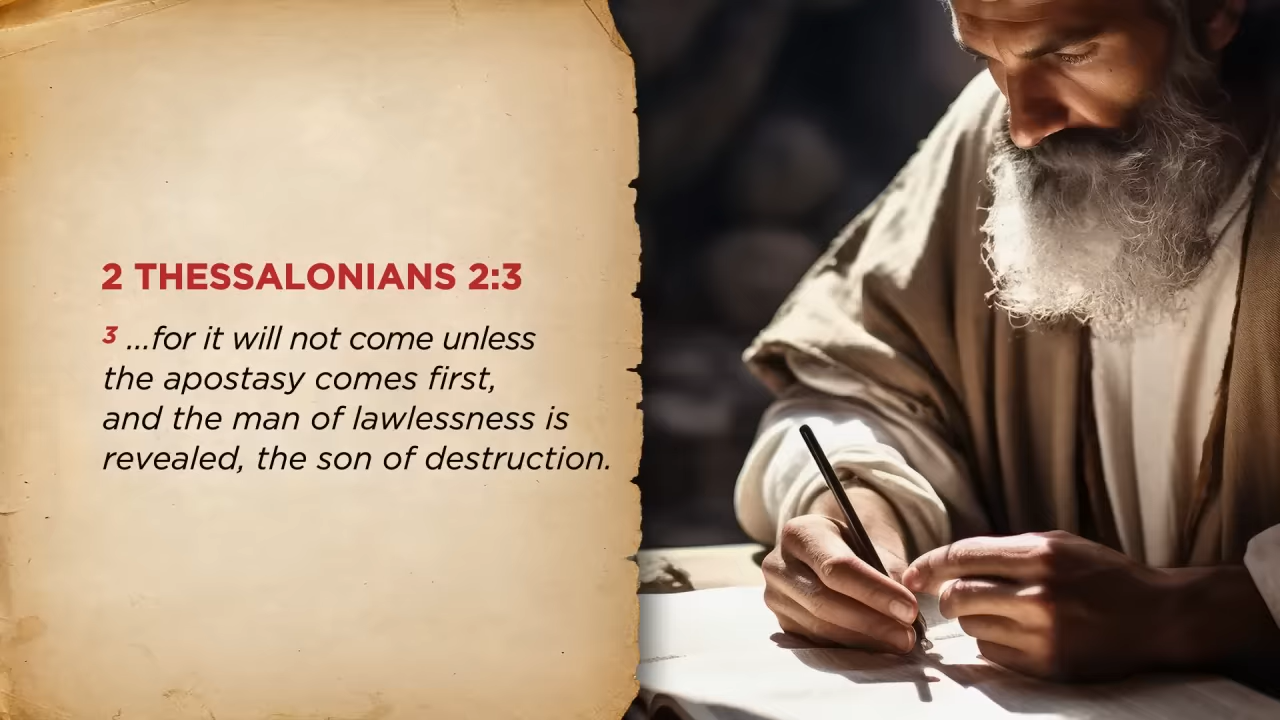 2 THESSALONIANS 2:3
3 ...for it will not come unless
the apostasy comes first,
and the man of lawlessness is
revealed, the son of destruction.